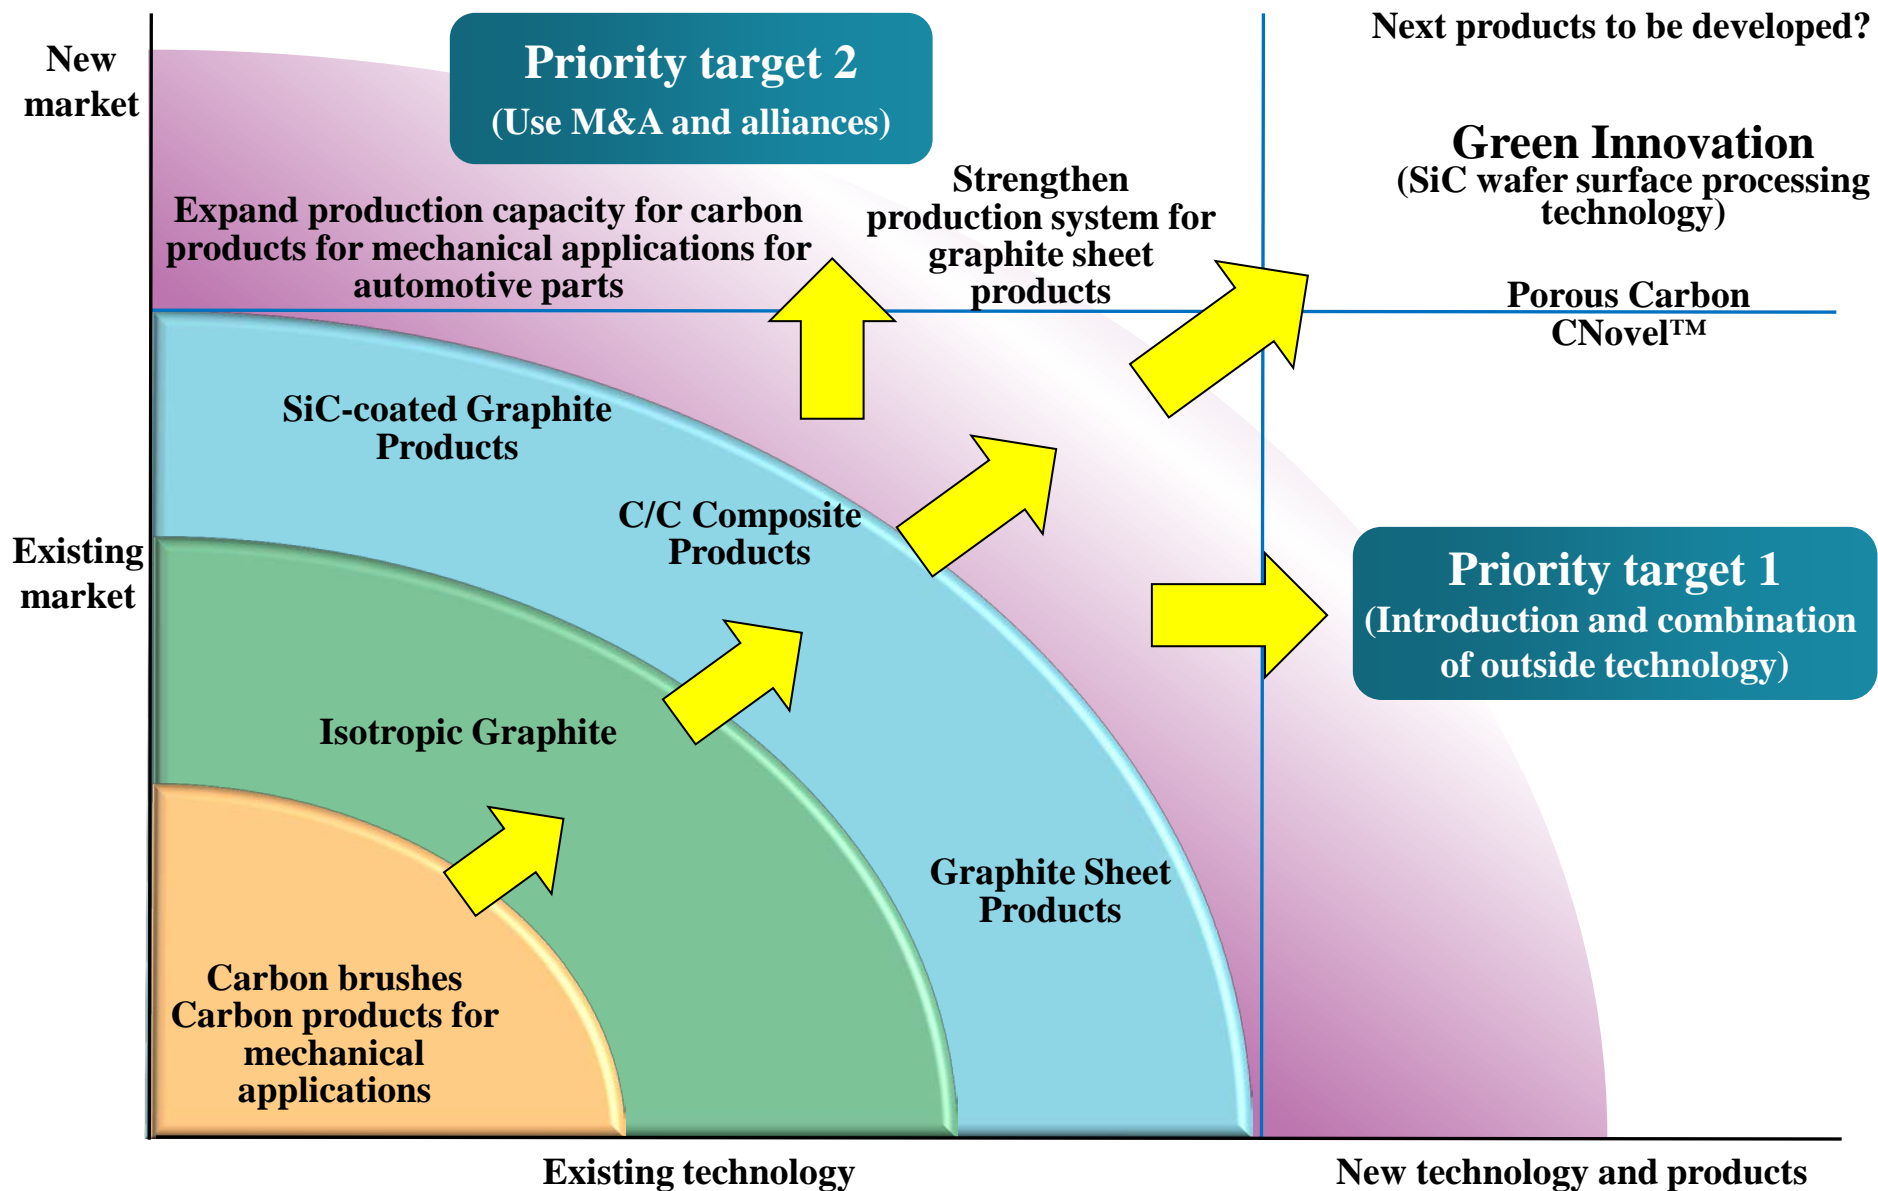 Next products to be developed?
New
market
Priority target 2
(Use M&A and alliances)
Green Innovation
(SiC wafer surface processing
technology)
Strengthen
production system for
graphite sheet
products
Expand production capacity for carbon
products for mechanical applications for
automotive parts
Porous Carbon
CNovel™
SiC-coated Graphite
Products
C/C Composite
Products
Existing
market
Priority target 1
(Introduction and combination
of outside technology)
Isotropic Graphite
Graphite Sheet
Products
Carbon brushes
Carbon products for
mechanical
applications
Existing technology
New technology and products